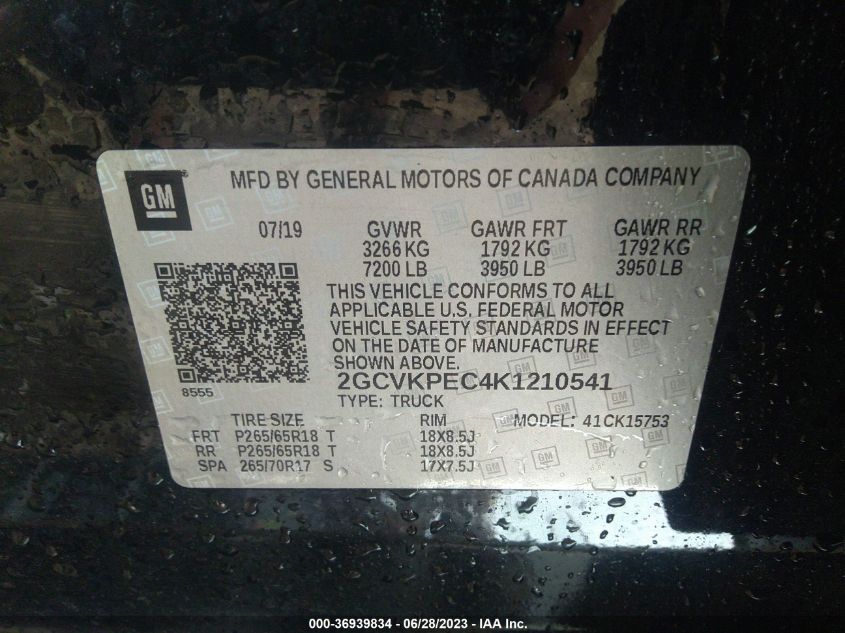 GM
MFD BY GENERAL MOTORS OF CANADA COMPANY
07/19 GVWR GAWR FRT GAWR RR
3266 KG 1792 KG 1792 KG
7200 LB 3950 LB 3950 LB
THIS VEHICLE CONFORMS TO ALL
APPLICABLE U.S. FEDERAL MOTOR
VEHICLE SAFETY STANDARDS IN EFFECT
ON THE DATE OF MANUFACTURE
SHOWN ABOVE.
8555 2GCVKPEC4K1210541
TYPE: TRUCK
TIRE SIZE RIM MODEL: 41CK15753
FRT P265/65R18 T 18X8.5J
RR P265/65R18 T 18X8.5J
SPA 265/70R17 S 17X7.5J
000-36939834 - 06/28/2023 - IAA Inc.